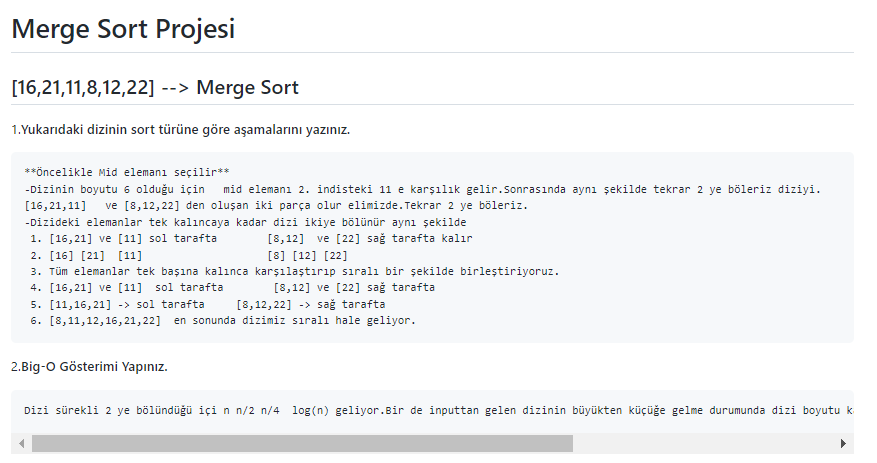 Merge Sort Projesi
[16,21,11,8,12,22] --> Merge Sort
1.Yukarıdaki dizinin sort türüne göre aşamalarını yazınız.
**Öncelikle Mid elemanı seçilir**
-Dizinin boyutu 6 olduğu için   mid elemanı 2. indisteki 11 e karşılık gelir.Sonrasında aynı şekilde tekrar 2 ye böleriz diziyi.
[16,21,11]   ve [8,12,22] den oluşan iki parça olur elimizde.Tekrar 2 ye böleriz.
-Dizideki elemanlar tek kalıncaya kadar dizi ikiye bölünür aynı şekilde
1. [16,21] ve [11] sol tarafta        [8,12]  ve [22] sağ tarafta kalır
2. [16] [21]  [11]                    [8] [12] [22]
3. Tüm elemanlar tek başına kalınca karşılaştırıp sıralı bir şekilde birleştiriyoruz.
4. [16,21] ve [11]  sol tarafta        [8,12] ve [22] sağ tarafta
5. [11,16,21] -> sol tarafta     [8,12,22] -> sağ tarafta
6. [8,11,12,16,21,22]  en sonunda dizimiz sıralı hale geliyor.
2.Big-O Gösterimi Yapınız.
Dizi sürekli 2 ye bölündüğü içi n n/2 n/4  log(n) geliyor.Bir de inputtan gelen dizinin büyükten küçüğe gelme durumunda dizi boyutu